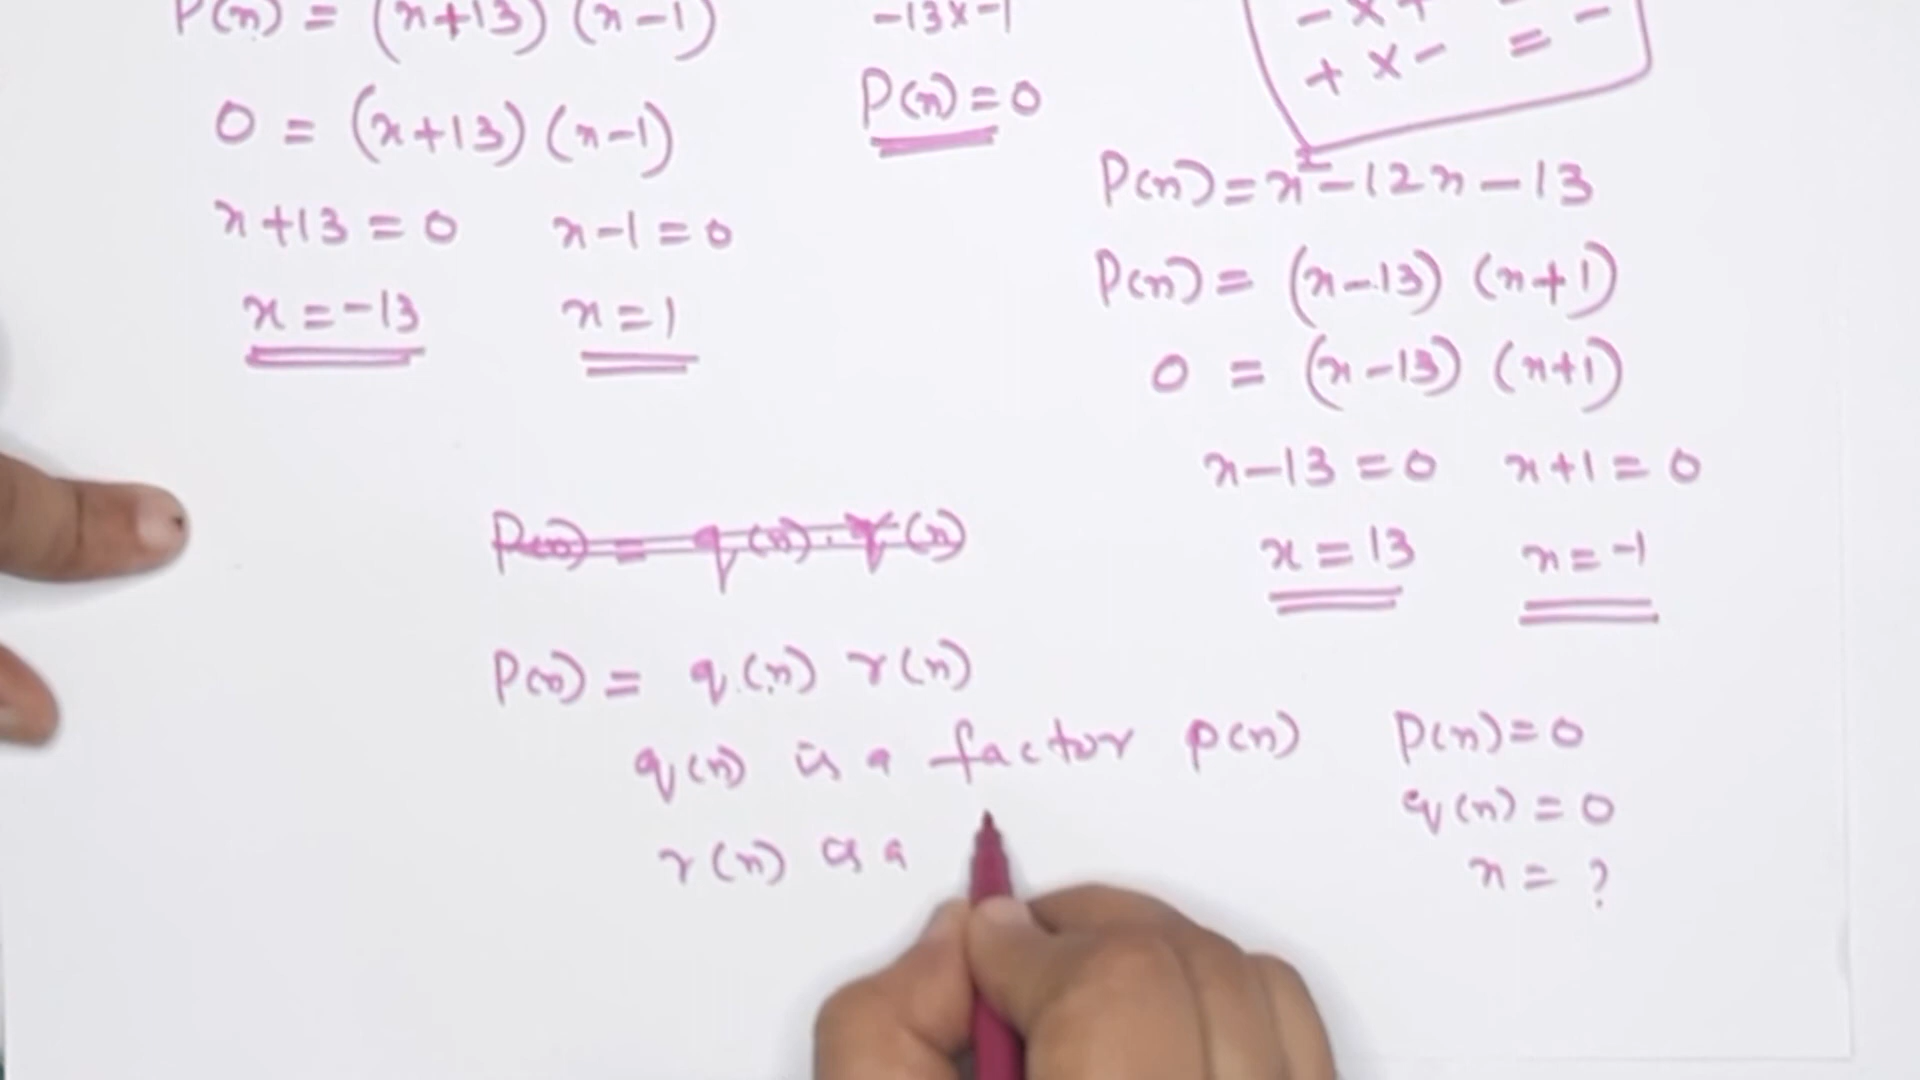 P(x) = (x+13) (x-1)
0 = (x+13) (x-1)
x+13 = 0 x-1 = 0
x = -13 x = 1
-13x-1
P(x) = 0
- x +
+ x - = -
P(x) = x²-12x-13
P(x) = (x-13) (x+1)
0 = (x-13) (x+1)
x-13 = 0 x+1 = 0
x = 13 x = -1
P(x) = q(x). r(x)
P(x) = q(x) r(x)
q(x) is a factor p(x)
r(x) is a
P(x) = 0
q(x) = 0
x = ?